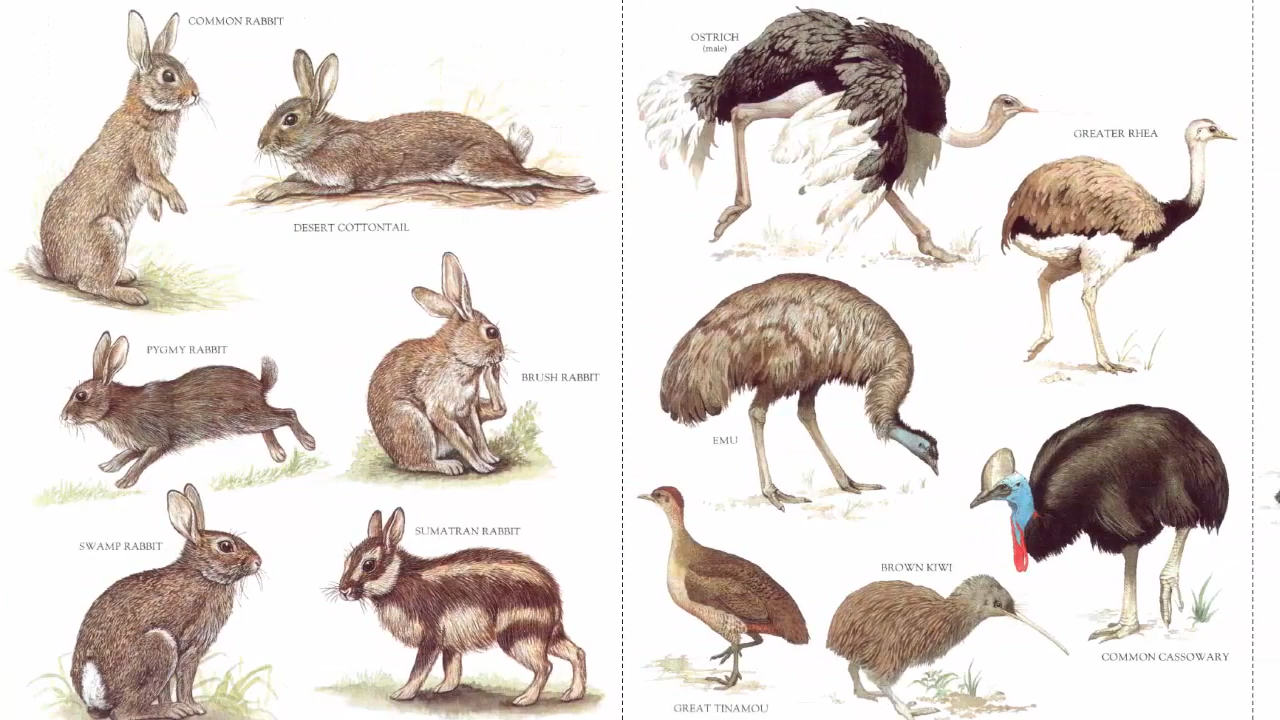 COMMON RABBIT
DESERT COTTONTAIL
PYGMY RABBIT
BRUSH RABBIT
SWAMP RABBIT
SUMATRAN RABBIT
OSTRICH
(male)
GREATER RHEA
EMU
BROWN KIWI
COMMON CASSOWARY
GREAT TINAMOU